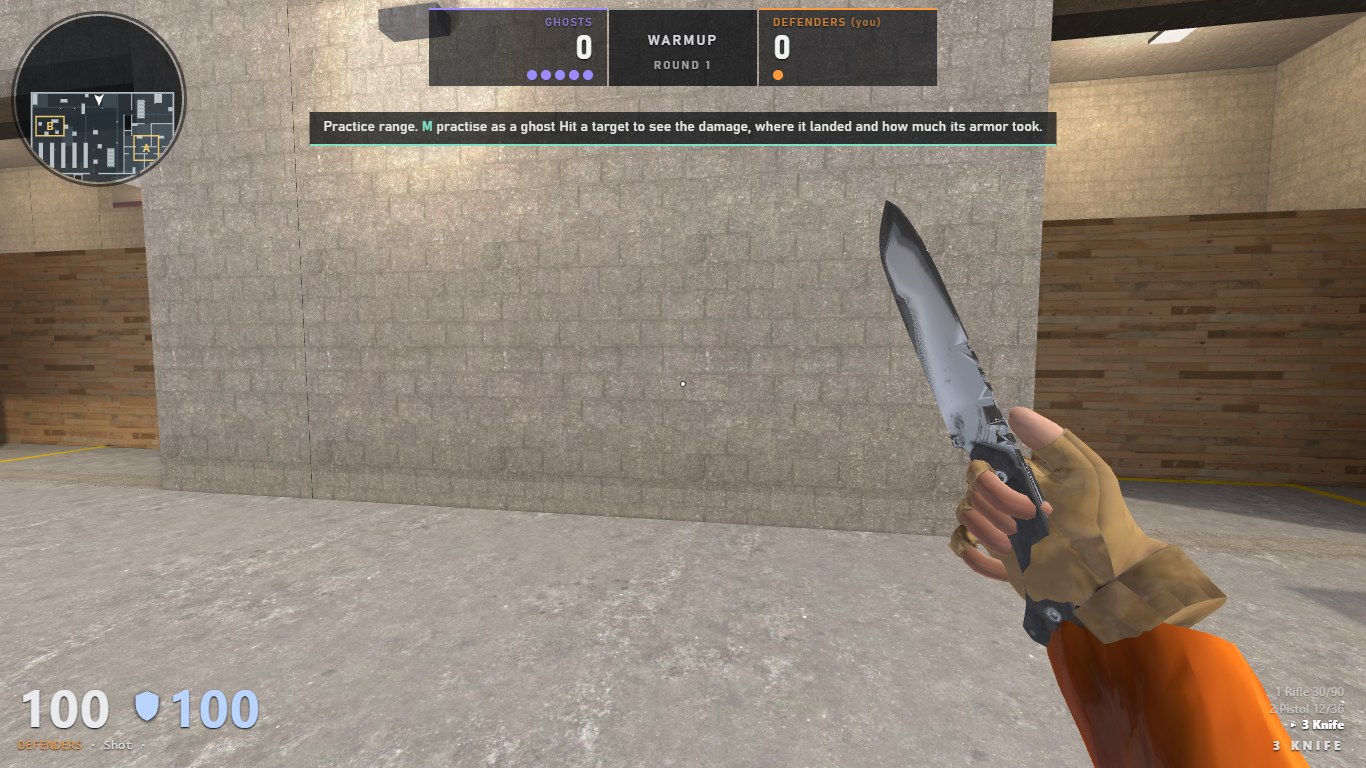 GHOSTS
0
WARMUP
ROUND 1
DEFENDERS (you)
0
Practice range. M practise as a ghost Hit a target to see the damage, where it landed and how much its armor took.
B
A
100 100
DEFENDERS · Shot ·
1 Rifle 30/90
2 Pistol 12/36
▸ 3 Knife
3 KNIFE